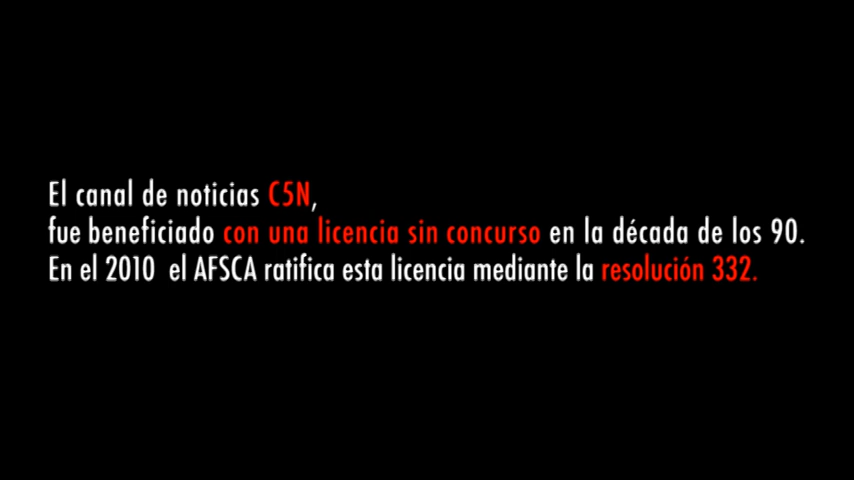 El canal de noticias C5N,
fue beneficiado con una licencia sin concurso en la década de los 90.
En el 2010 el AFSCA ratifica esta licencia mediante la resolución 332.